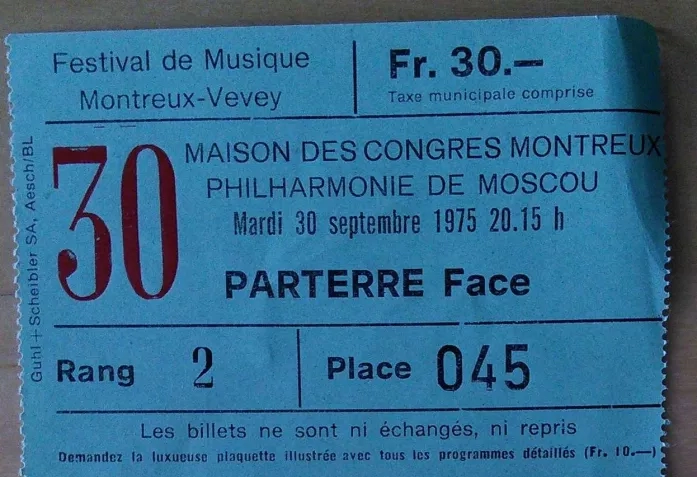 Festival de Musique
Montreux-Vevey
Fr. 30.—
Taxe municipale comprise
30
MAISON DES CONGRES MONTREUX
PHILHARMONIE DE MOSCOU
Mardi 30 septembre 1975 20.15 h
PARTERRE Face
Rang 2
Place 045
Les billets ne sont ni échangés, ni repris
Demandez la luxueuse plaquette illustrée avec tous les programmes détaillés (Fr. 10.—)
Guhl + Scheibler SA, Aesch/BL